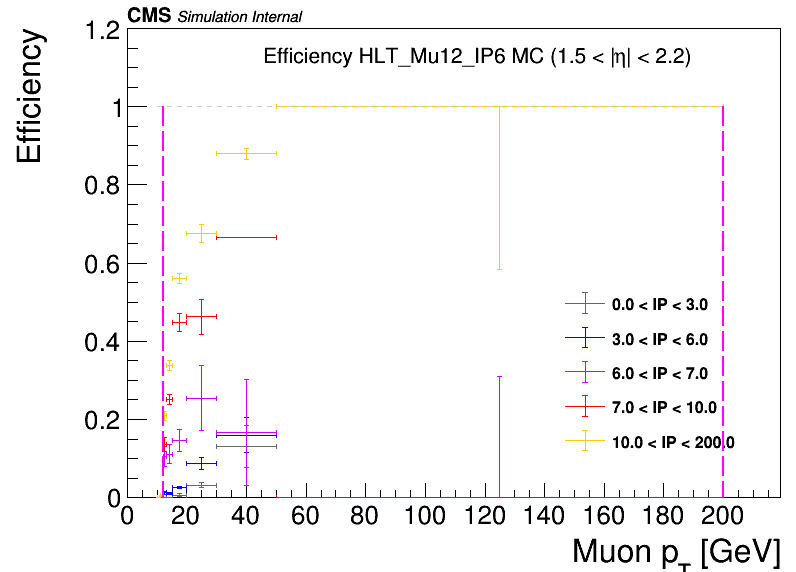 CMS Simulation Internal
Efficiency HLT_Mu12_IP6 MC (1.5 < |η| < 2.2)
Efficiency
1.2
1
0.8
0.6
0.4
0.2
0
0.0 < IP < 3.0
3.0 < IP < 6.0
6.0 < IP < 7.0
7.0 < IP < 10.0
10.0 < IP < 200.0
0 20 40 60 80 100 120 140 160 180 200
Muon pT [GeV]